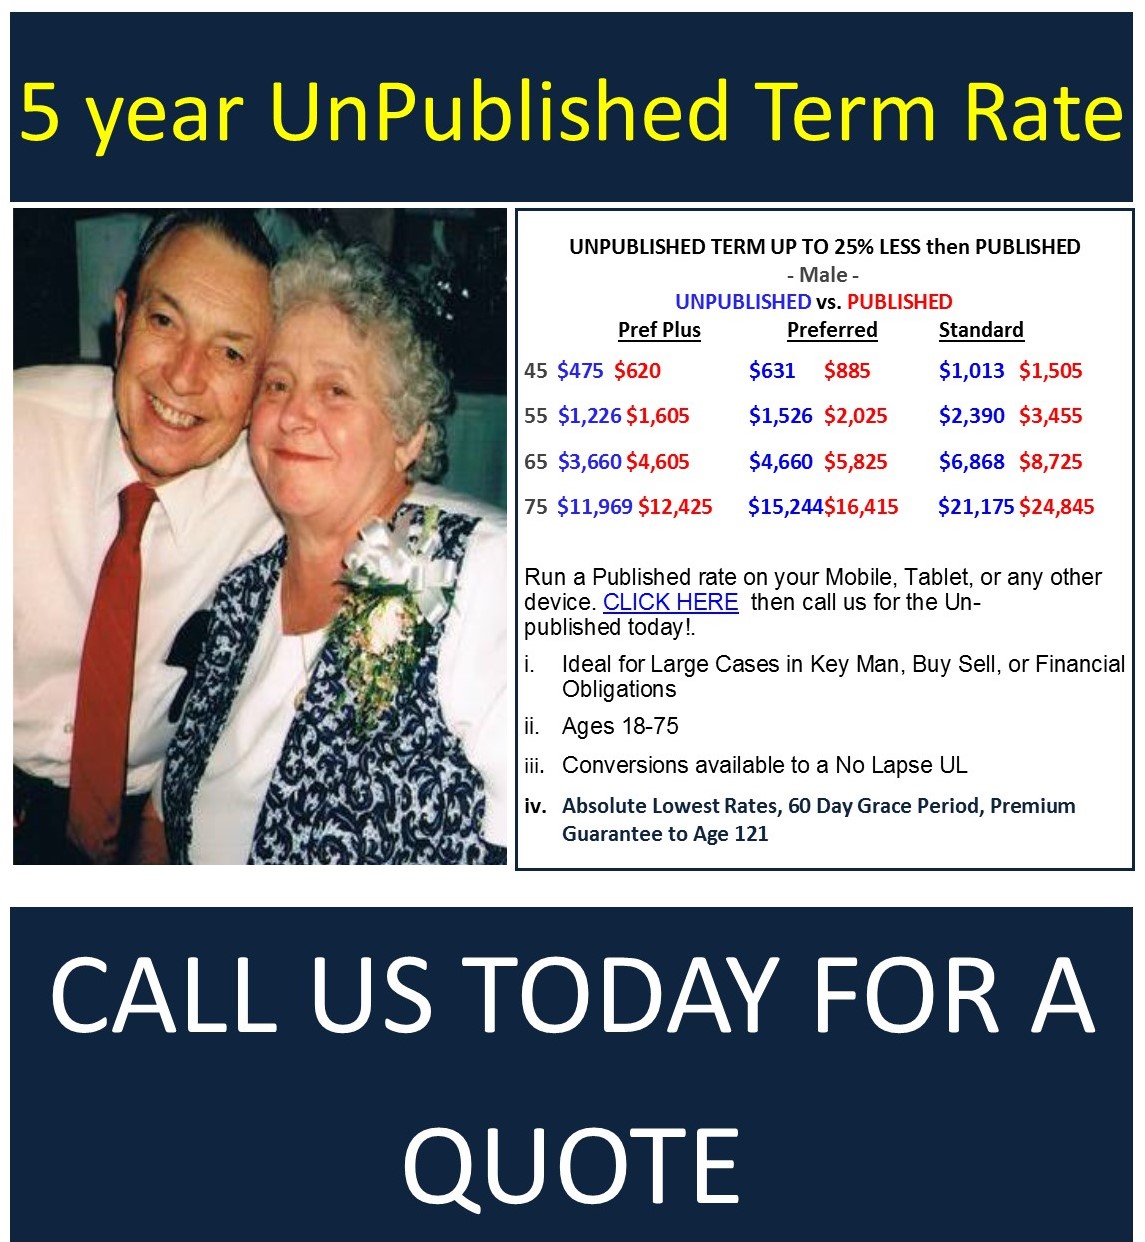 5 year UnPublished Term Rate
UNPUBLISHED TERM UP TO 25% LESS then PUBLISHED
- Male -
UNPUBLISHED vs. PUBLISHED
Pref Plus Preferred Standard
45 $475 $620 $631 $885 $1,013 $1,505
55 $1,226 $1,605 $1,526 $2,025 $2,390 $3,455
65 $3,660 $4,605 $4,660 $5,825 $6,868 $8,725
75 $11,969 $12,425 $15,244 $16,415 $21,175 $24,845
Run a Published rate on your Mobile, Tablet, or any other
device. CLICK HERE then call us for the Un-
published today!.
i. Ideal for Large Cases in Key Man, Buy Sell, or Financial
Obligations
ii. Ages 18-75
iii. Conversions available to a No Lapse UL
iv. Absolute Lowest Rates, 60 Day Grace Period, Premium
Guarantee to Age 121
CALL US TODAY FOR A
QUOTE